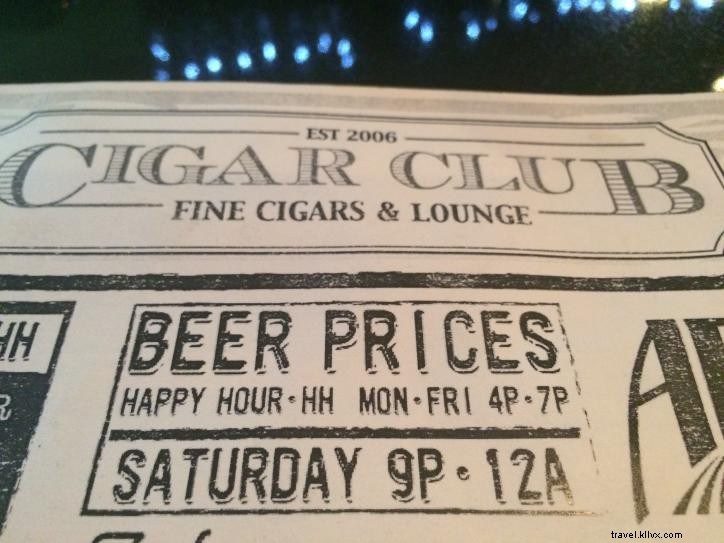 EST 2006
CIGAR CLUB
FINE CIGARS & LOUNGE
HH
BEER PRICES
HAPPY HOUR·HH MON·FRI 4P·7P
SATURDAY 9P·12A
travel.kllvx.com